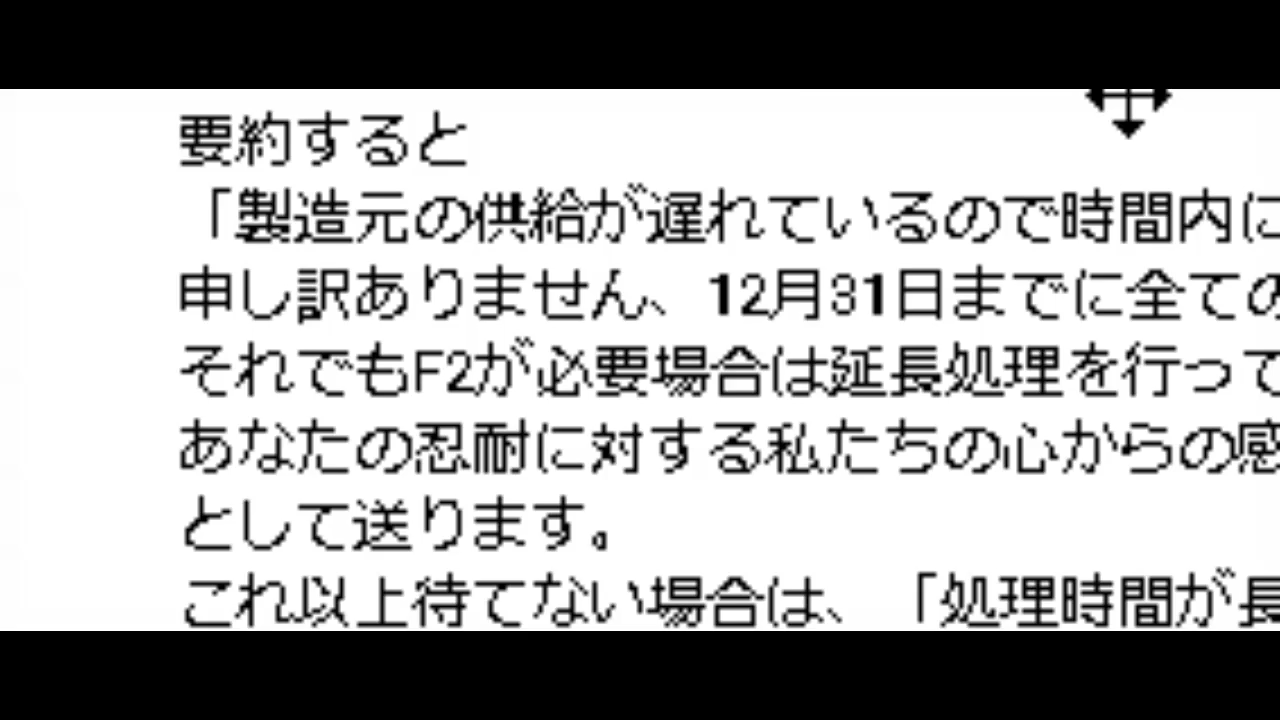 要約すると
「製造元の供給が遅れているので時間内に
申し訳ありません、12月31日までに全ての
それでもF2が必要場合は延長処理を行って
あなたの忍耐に対する私たちの心からの感
として送ります。
これ以上待てない場合は、「処理時間が長